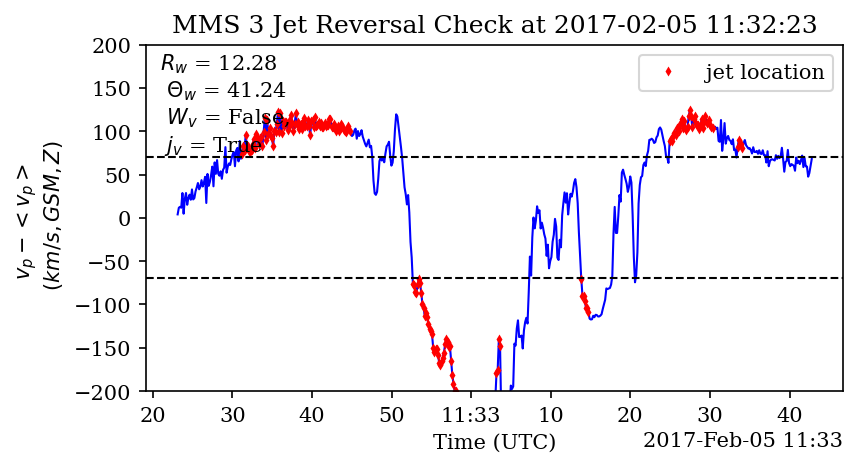 MMS 3 Jet Reversal Check at 2017-02-05 11:32:23
R_w = 12.28
Θ_w = 41.24
W_v = False
j_v = True
jet location
v_p − < v_p >
(km/s, GSM, Z)
200
150
100
50
0
−50
−100
−150
−200
20 30 40 50 11:33 10 20 30 40
Time (UTC)
2017-Feb-05 11:33